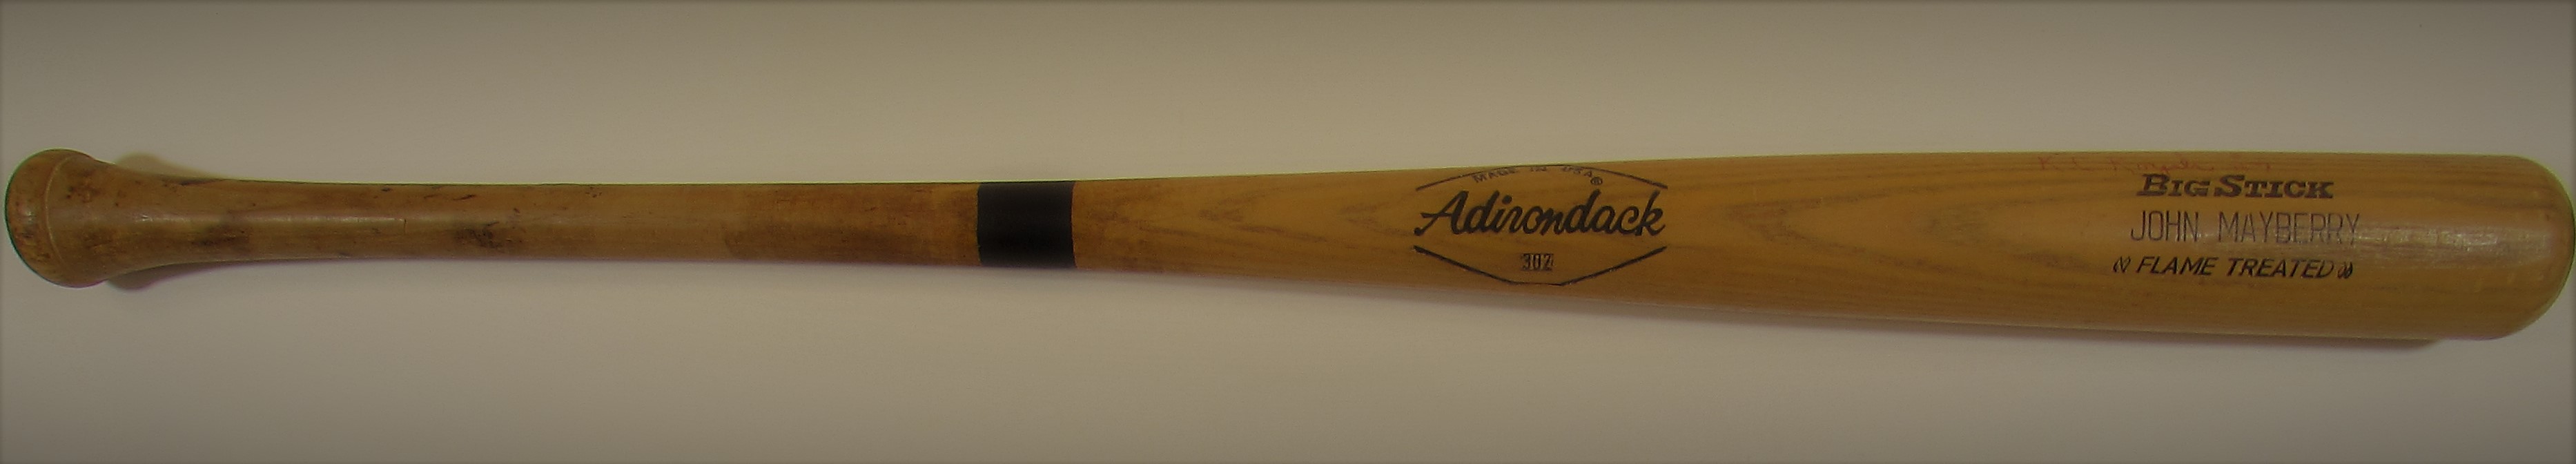 MADE IN USA
Adirondack®
302
BIG STICK
JOHN MAYBERRY
FLAME TREATED